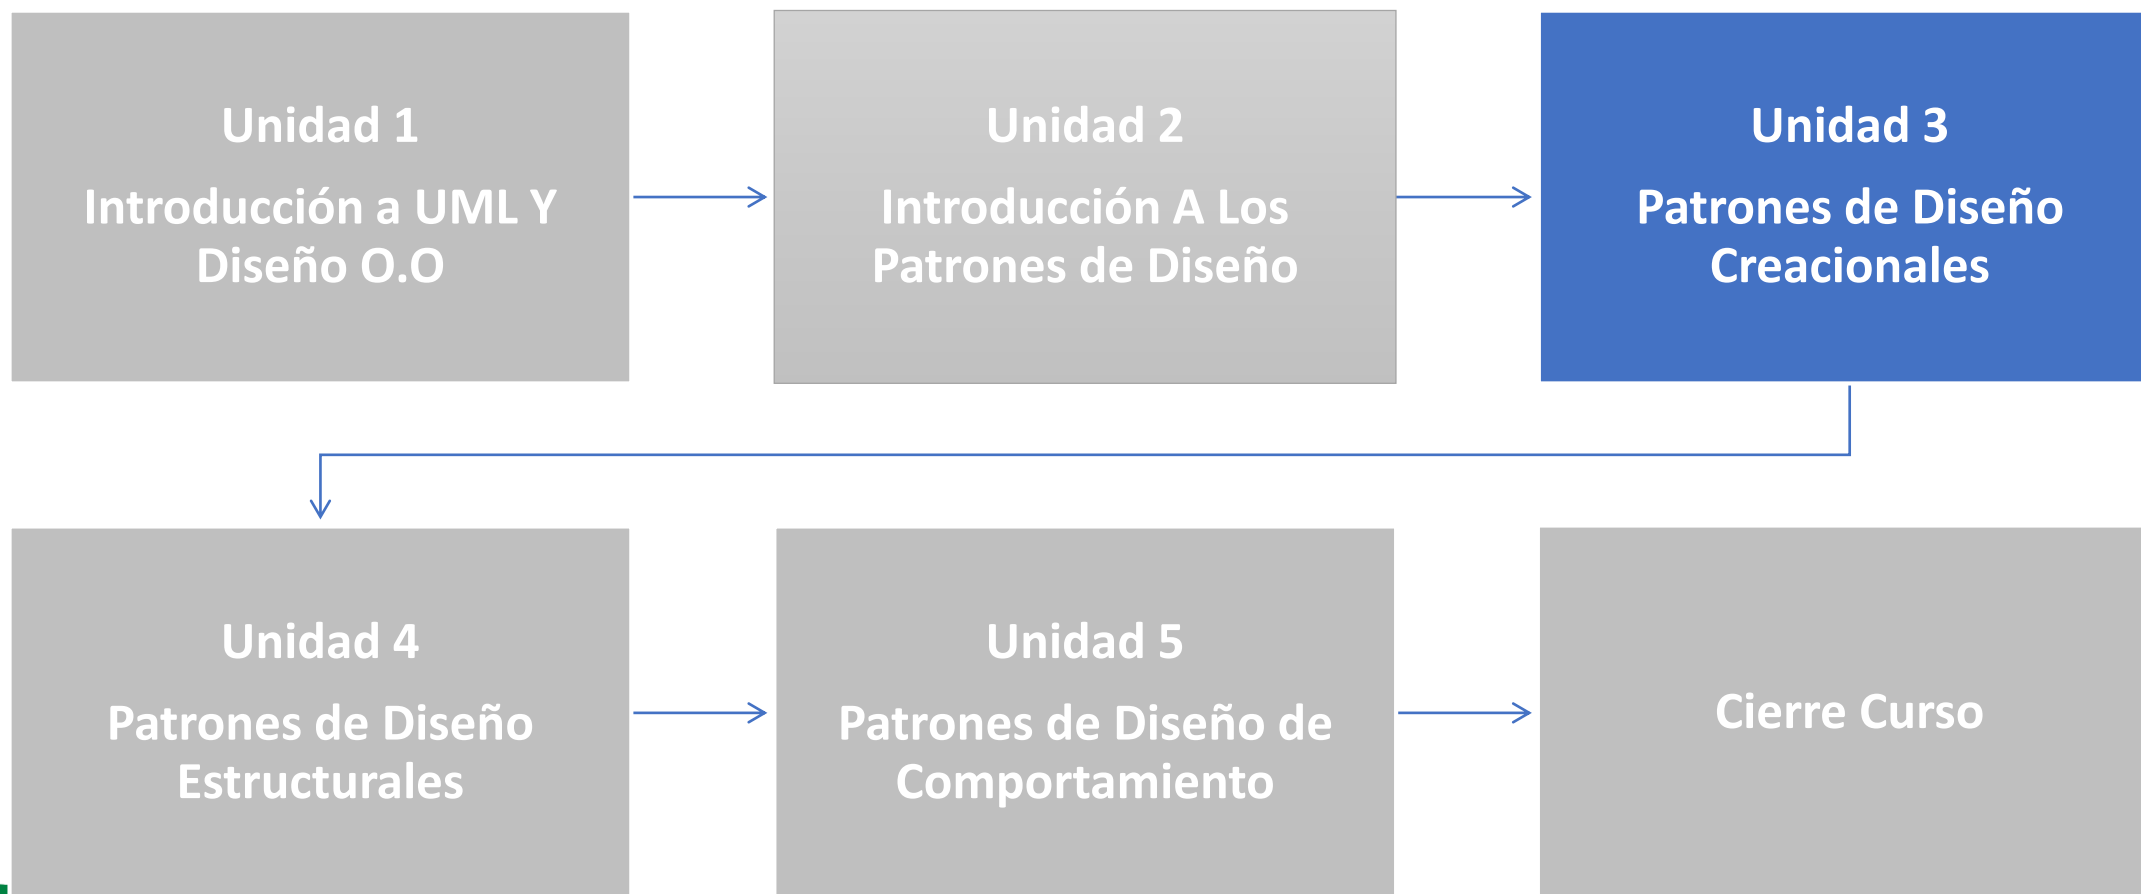 Unidad 1
Introducción a UML Y
Diseño O.O
Unidad 2
Introducción A Los
Patrones de Diseño
Unidad 3
Patrones de Diseño
Creacionales
Unidad 4
Patrones de Diseño
Estructurales
Unidad 5
Patrones de Diseño de
Comportamiento
Cierre Curso